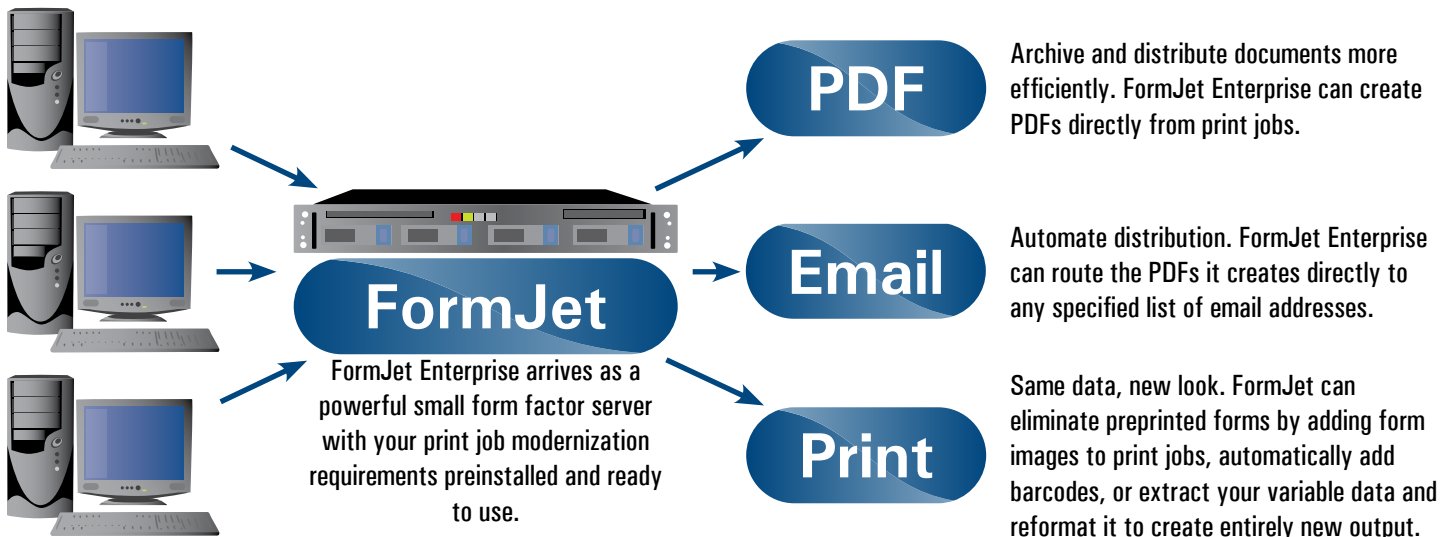 PDF
Archive and distribute documents more
efficiently. FormJet Enterprise can create
PDFs directly from print jobs.
Email
Automate distribution. FormJet Enterprise
can route the PDFs it creates directly to
any specified list of email addresses.
FormJet
FormJet Enterprise arrives as a
powerful small form factor server
with your print job modernization
requirements preinstalled and ready
to use.
Print
Same data, new look. FormJet can
eliminate preprinted forms by adding form
images to print jobs, automatically add
barcodes, or extract your variable data and
reformat it to create entirely new output.